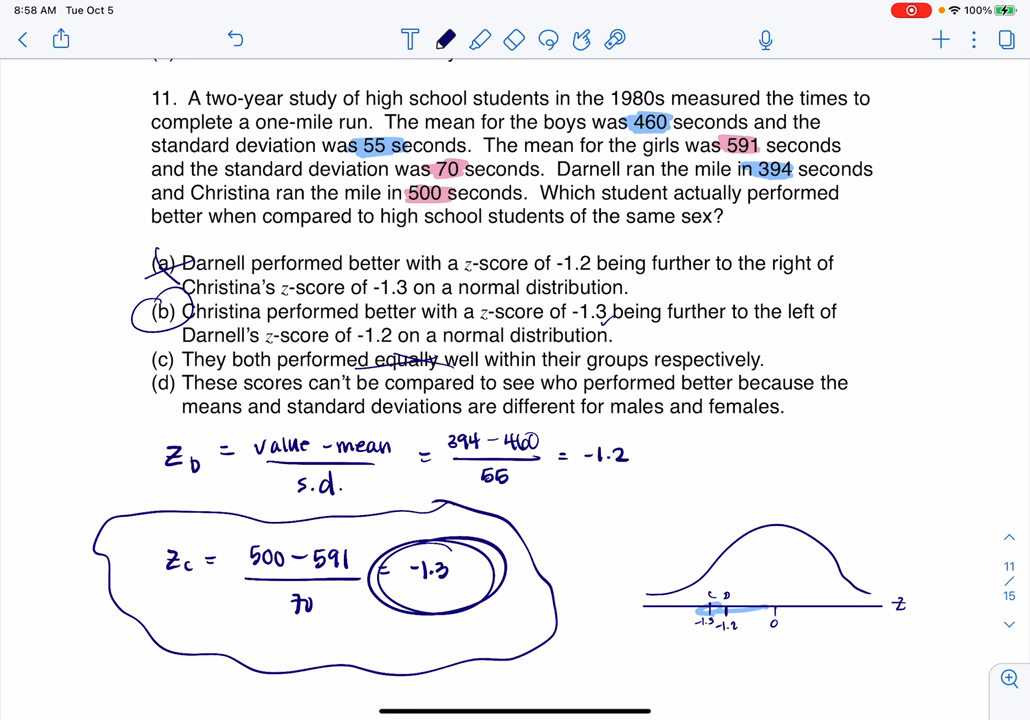 8:58 AM Tue Oct 5
100%
11. A two-year study of high school students in the 1980s measured the times to
complete a one-mile run. The mean for the boys was 460 seconds and the
standard deviation was 55 seconds. The mean for the girls was 591 seconds
and the standard deviation was 70 seconds. Darnell ran the mile in 394 seconds
and Christina ran the mile in 500 seconds. Which student actually performed
better when compared to high school students of the same sex?
(a) Darnell performed better with a z-score of -1.2 being further to the right of
Christina's z-score of -1.3 on a normal distribution.
(b) Christina performed better with a z-score of -1.3 being further to the left of
Darnell's z-score of -1.2 on a normal distribution.
(c) They both performed equally well within their groups respectively.
(d) These scores can't be compared to see who performed better because the
means and standard deviations are different for males and females.
Z_D = value - mean / s.d. = 394 - 460 / 55 = -1.2
Z_C = 500 - 591 / 70 = -1.3
C D
-1.3 -1.2 0 Z
11
/
15